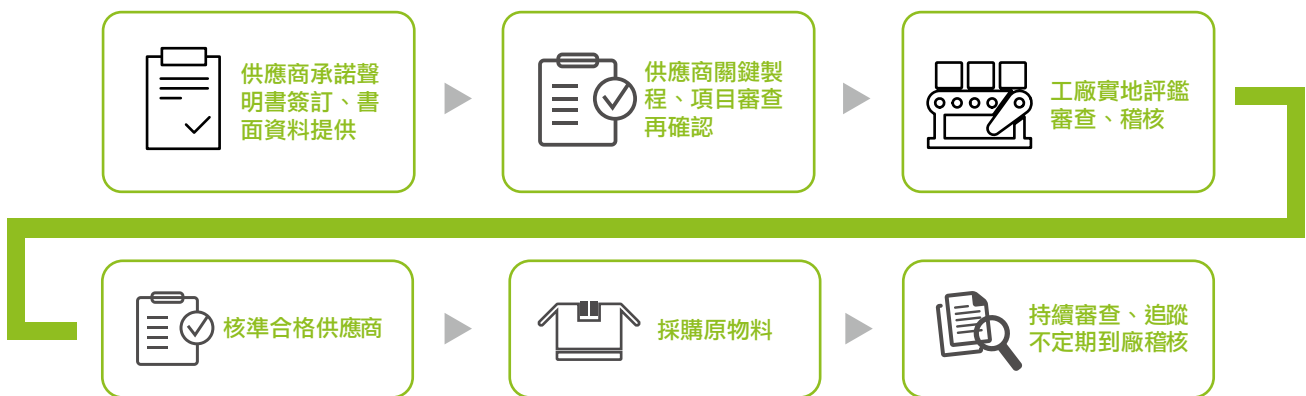 供應商承諾聲
明書簽訂、書
面資料提供
供應商關鍵製
程、項目審查
再確認
工廠實地評鑑
審查、稽核
核準合格供應商
採購原物料
持續審查、追蹤
不定期到廠稽核